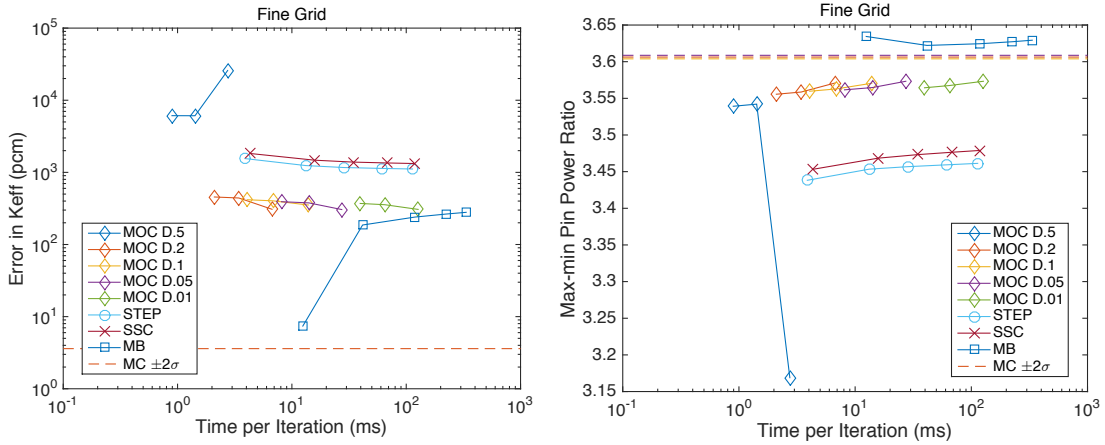 Fine Grid
Error in Keff (pcm)
10^5
10^4
10^3
10^2
10^1
10^0
MOC D.5
MOC D.2
MOC D.1
MOC D.05
MOC D.01
STEP
SSC
MB
MC ±2σ
10^-1
10^0
10^1
10^2
10^3
Time per Iteration (ms)
Fine Grid
Max-min Pin Power Ratio
3.65
3.6
3.55
3.5
3.45
3.4
3.35
3.3
3.25
3.2
3.15
MOC D.5
MOC D.2
MOC D.1
MOC D.05
MOC D.01
STEP
SSC
MB
MC ±2σ
10^-1
10^0
10^1
10^2
10^3
Time per Iteration (ms)